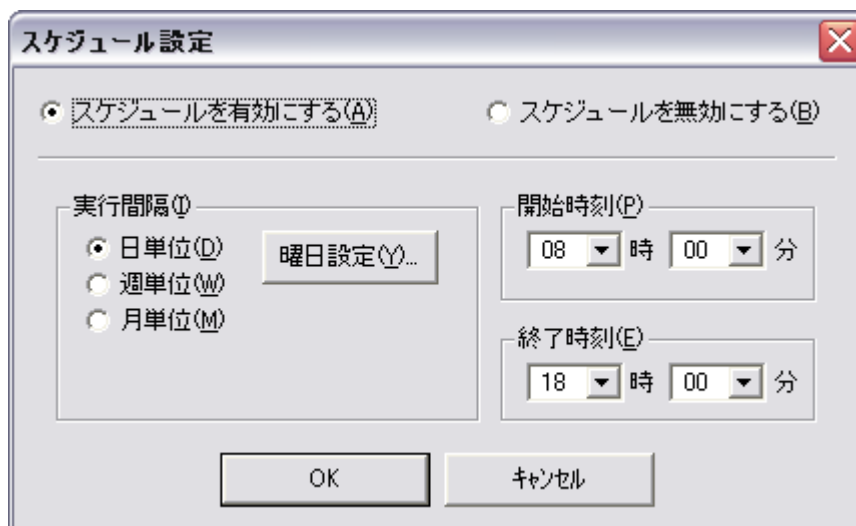 スケジュール設定
スケジュールを有効にする(A) スケジュールを無効にする(B)
実行間隔(I)
日単位(D)
週単位(W)
月単位(M)
曜日設定(Y)...
開始時刻(P)
08 時 00 分
終了時刻(E)
18 時 00 分
OK キャンセル